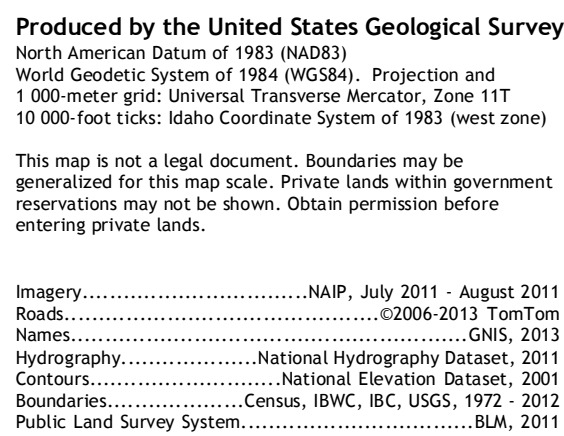 Produced by the United States Geological Survey
North American Datum of 1983 (NAD83)
World Geodetic System of 1984 (WGS84).  Projection and
1 000-meter grid: Universal Transverse Mercator, Zone 11T
10 000-foot ticks: Idaho Coordinate System of 1983 (west zone)
This map is not a legal document. Boundaries may be
generalized for this map scale. Private lands within government
reservations may not be shown. Obtain permission before
entering private lands.
Imagery..................................NAIP, July 2011 - August 2011
Roads...............................................©2006-2013 TomTom
Names............................................................GNIS, 2013
Hydrography....................National Hydrography Dataset, 2011
Contours............................National Elevation Dataset, 2001
Boundaries....................Census, IBWC, IBC, USGS, 1972 - 2012
Public Land Survey System..................................BLM, 2011